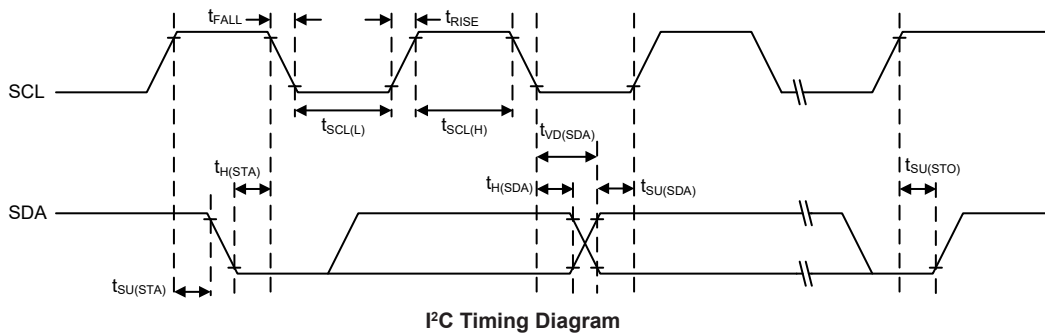 tFALL
tRISE
SCL
tSCL(L)
tSCL(H)
tVD(SDA)
tH(STA)
tH(SDA)
tSU(SDA)
tSU(STO)
SDA
tSU(STA)
I²C Timing Diagram